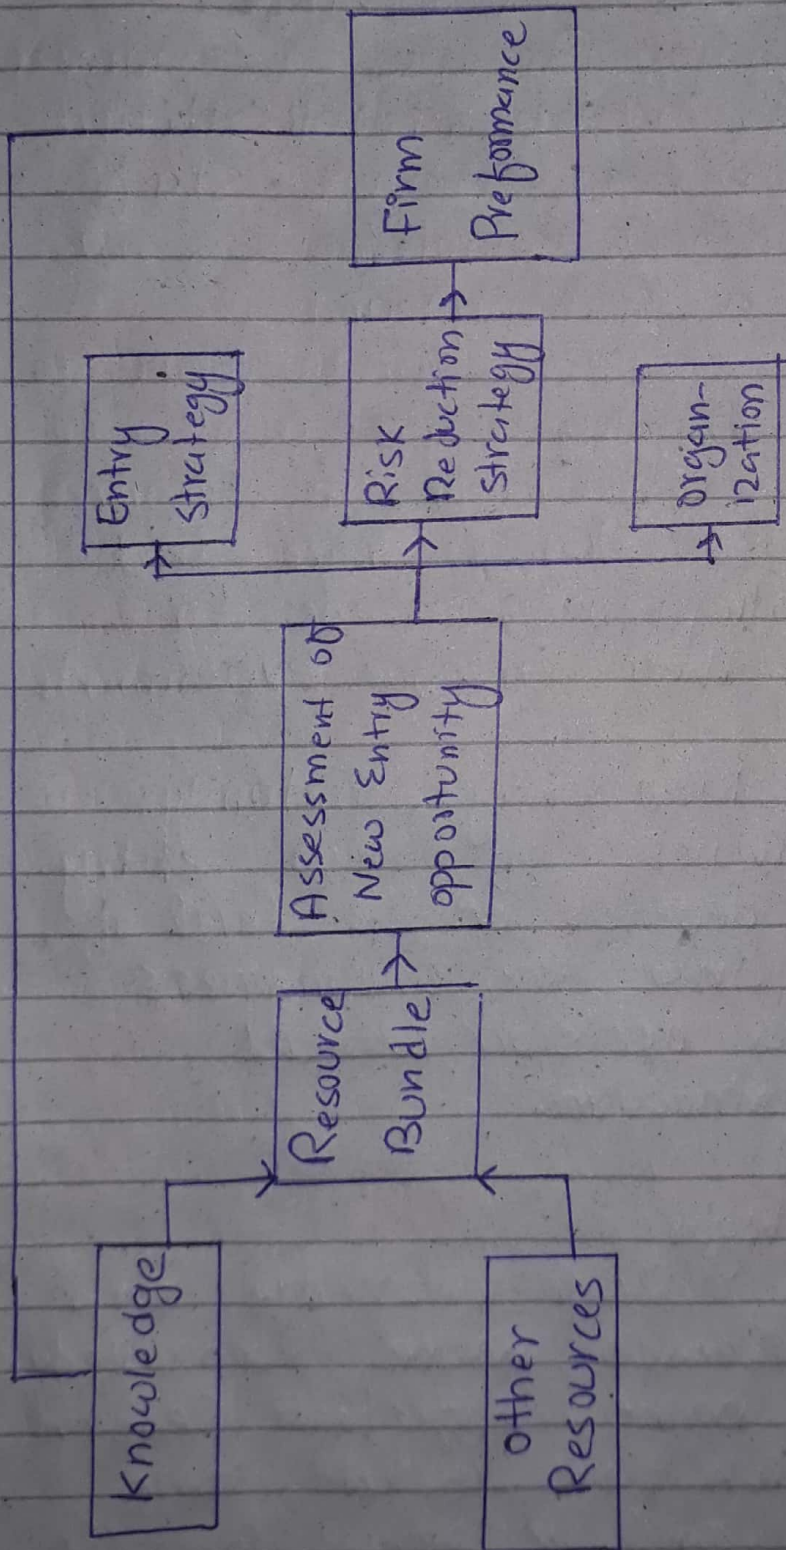 Knowledge
Other
Resources
Resource
Bundle
Assessment of
New Entry
opportunity
Entry
strategy
Risk
Reduction
strategy
organ-
ization
Firm
Preformance